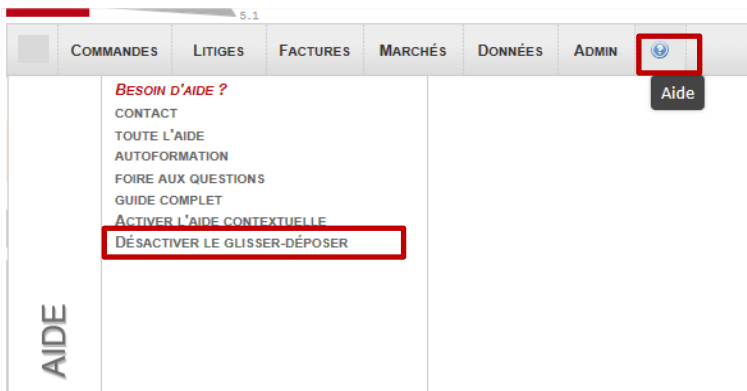 5.1
COMMANDES LITIGES FACTURES MARCHÉS DONNÉES ADMIN
Aide
BESOIN D'AIDE ?
CONTACT
TOUTE L'AIDE
AUTOFORMATION
FOIRE AUX QUESTIONS
GUIDE COMPLET
ACTIVER L'AIDE CONTEXTUELLE
DÉSACTIVER LE GLISSER-DÉPOSER
AIDE